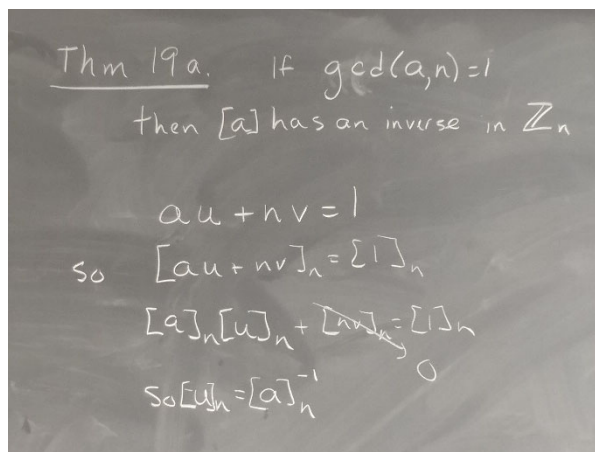 Thm 19a. If gcd(a,n)=1
then [a] has an inverse in ℤn
au + nv = 1
so [au + nv]n = [1]n
[a]n[u]n + [nv]n = [1]n
0
so [u]n = [a]n⁻¹